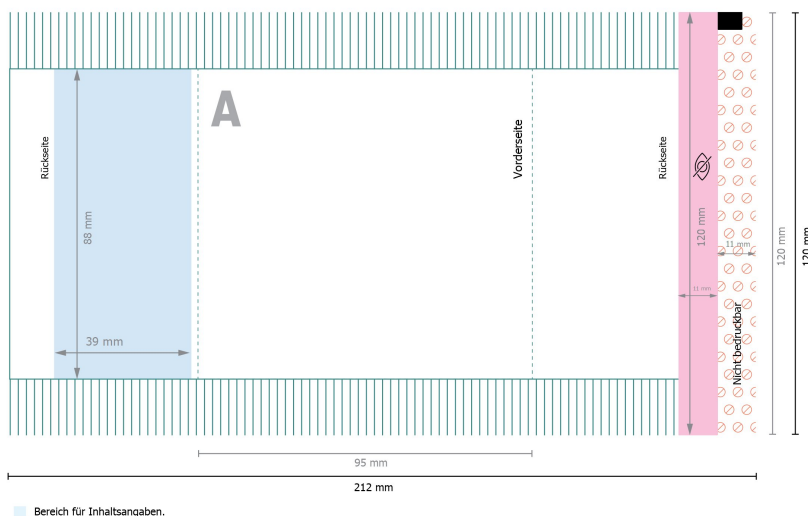 A
Rückseite
88 mm
39 mm
Vorderseite
Rückseite
120 mm
11 mm
11 mm
Nicht bedruckbar
120 mm
120 mm
95 mm
212 mm
Bereich für Inhaltsangaben.